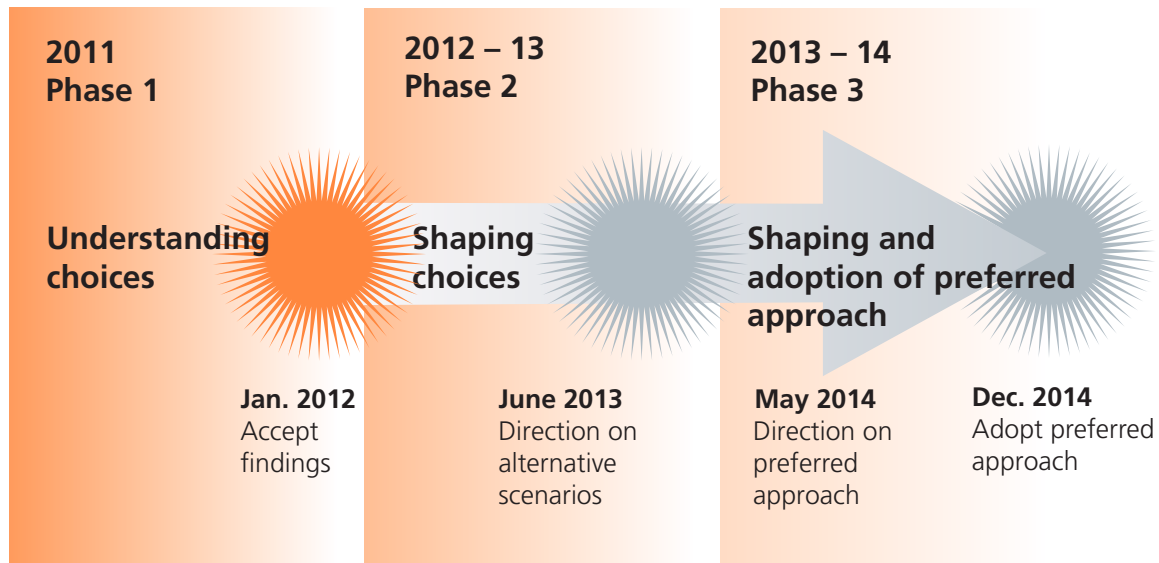 2011
Phase 1
2012 – 13
Phase 2
2013 – 14
Phase 3
Understanding
choices
Shaping
choices
Shaping and
adoption of preferred
approach
Jan. 2012
Accept
findings
June 2013
Direction on
alternative
scenarios
May 2014
Direction on
preferred
approach
Dec. 2014
Adopt preferred
approach